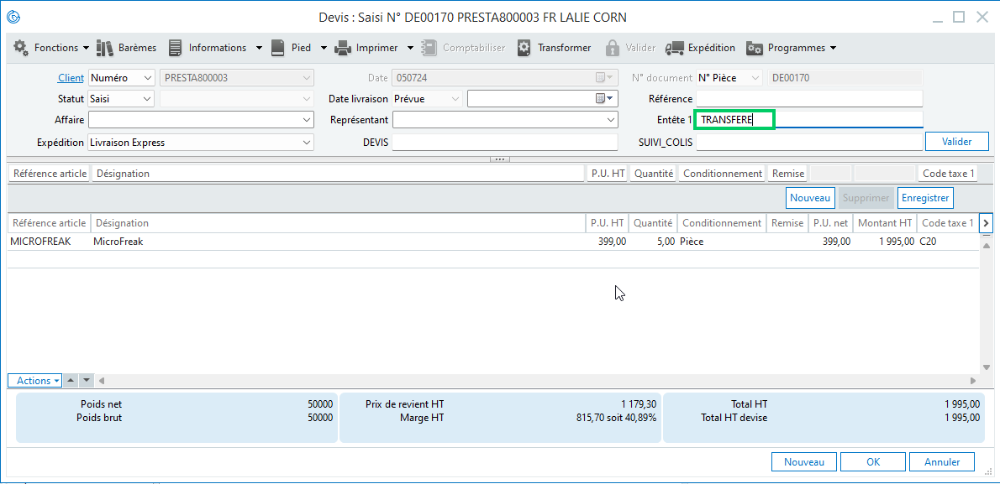 Devis : Saisi N° DE00170 PRESTA800003 FR LALIE CORN
Fonctions Barèmes Informations Pied Imprimer Comptabiliser Transformer Valider Expédition Programmes
Client Numéro PRESTA800003 Date 050724 N° document N° Pièce DE00170
Statut Saisi Date livraison Prévue Référence
Affaire Représentant Entête 1 TRANSFERE
Expédition Livraison Express DEVIS SUIVI_COLIS Valider
Référence article Désignation P.U. HT Quantité Conditionnement Remise Code taxe 1
Nouveau Supprimer Enregistrer
Référence article Désignation P.U. HT Quantité Conditionnement Remise P.U. net Montant HT Code taxe 1
MICROFREAK MicroFreak 399,00 5,00 Pièce 399,00 1 995,00 C20
Actions
Poids net 50000 Prix de revient HT 1 179,30 Total HT 1 995,00
Poids brut 50000 Marge HT 815,70 soit 40,89% Total HT devise 1 995,00
Nouveau OK Annuler